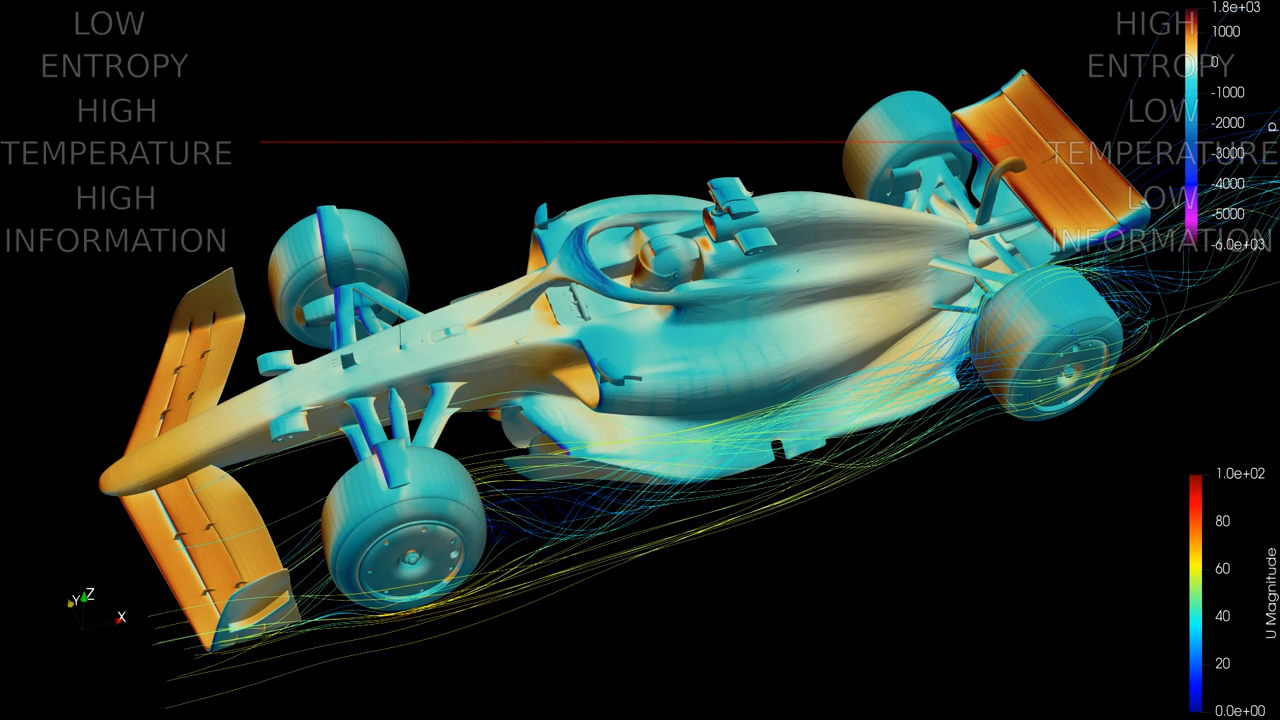 LOW
ENTROPY
HIGH
TEMPERATURE
HIGH
INFORMATION
HIGH
ENTROPY
LOW
TEMPERATURE
LOW
INFORMATION
1.8e+03
1000
0
-1000
-2000
-3000
-4000
-5000
-6.0e+03
p
1.0e+02
80
60
40
20
0.0e+00
U Magnitude
Y Z
X